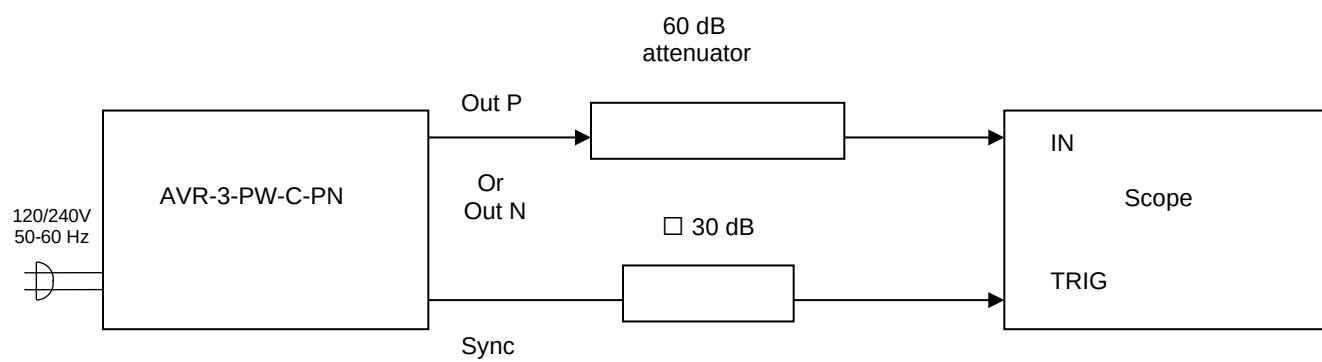 60 dB
attenuator
Out P
IN
AVR-3-PW-C-PN
Or
Out N
Scope
120/240V
50-60 Hz
□ 30 dB
TRIG
Sync